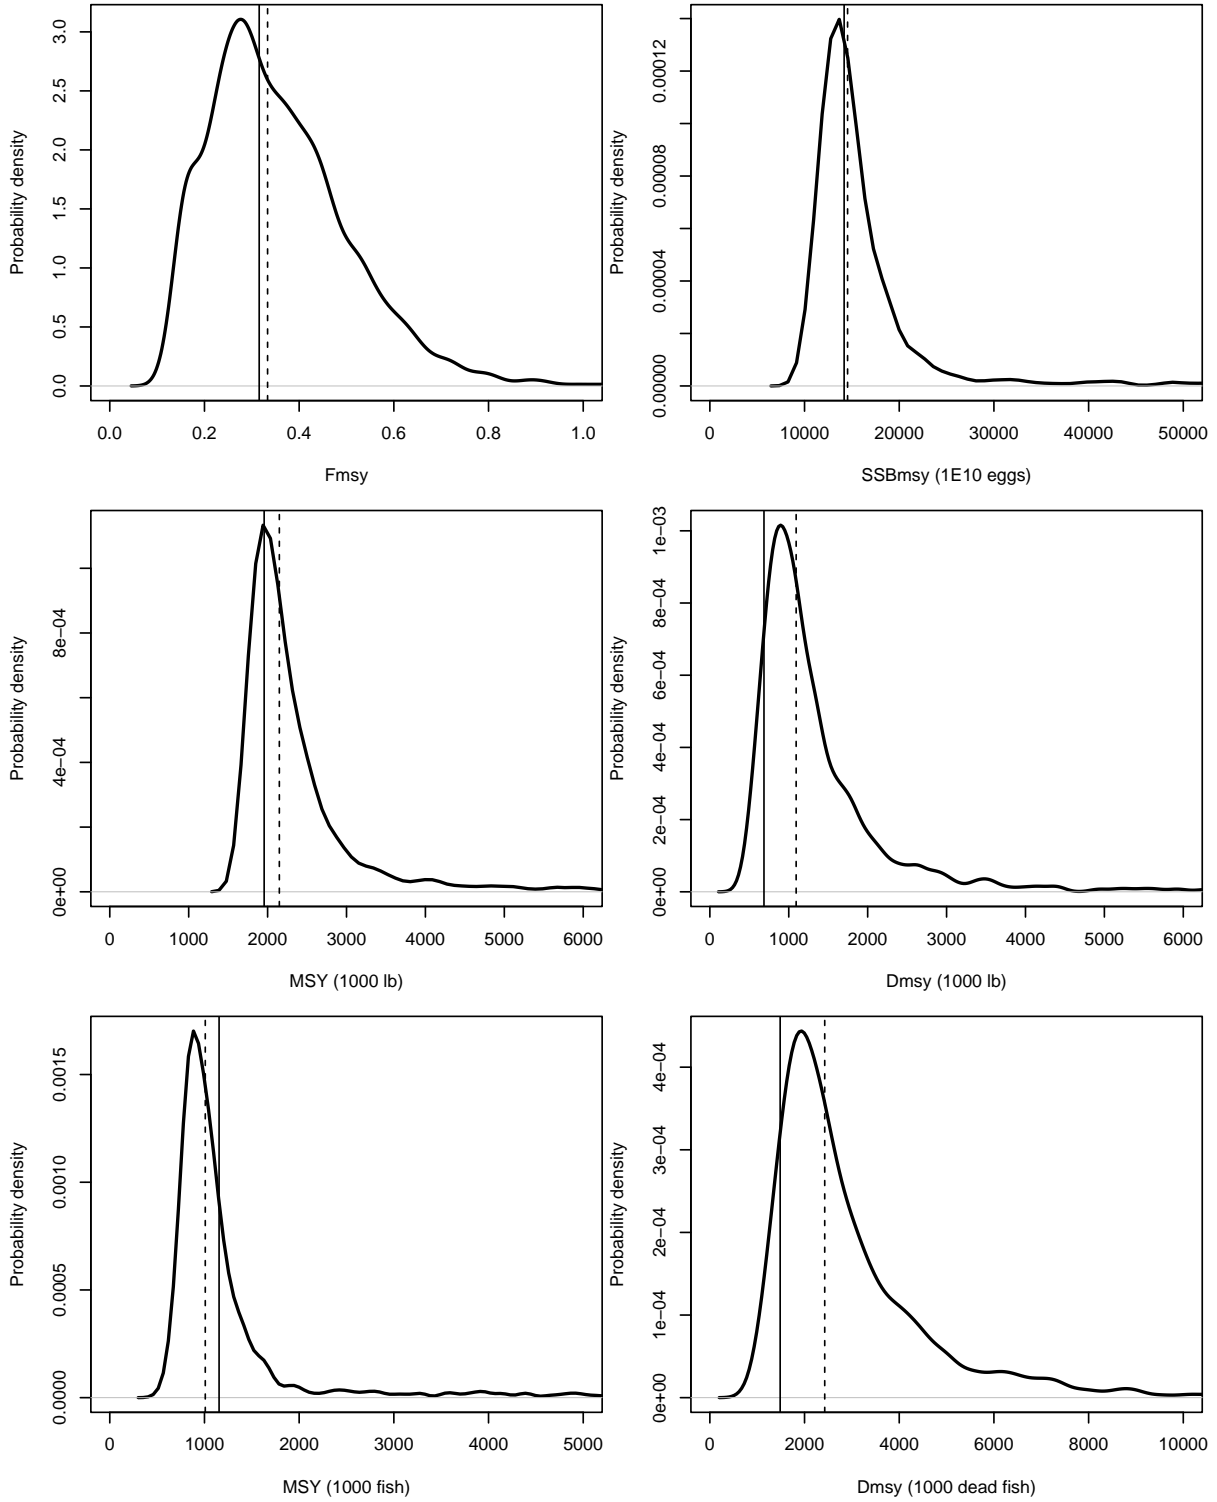 Probability density
0.0 0.5 1.0 1.5 2.0 2.5 3.0
0.0 0.2 0.4 0.6 0.8 1.0
Fmsy
Probability density
0.00000 0.00004 0.00008 0.00012
0 10000 20000 30000 40000 50000
SSBmsy (1E10 eggs)
Probability density
0e+00 4e−04 8e−04
0 1000 2000 3000 4000 5000 6000
MSY (1000 lb)
Probability density
0e+00 2e−04 4e−04 6e−04 8e−04 1e−03
0 1000 2000 3000 4000 5000 6000
Dmsy (1000 lb)
Probability density
0.0000 0.0005 0.0010 0.0015
0 1000 2000 3000 4000 5000
MSY (1000 fish)
Probability density
0e+00 1e−04 2e−04 3e−04 4e−04
0 2000 4000 6000 8000 10000
Dmsy (1000 dead fish)